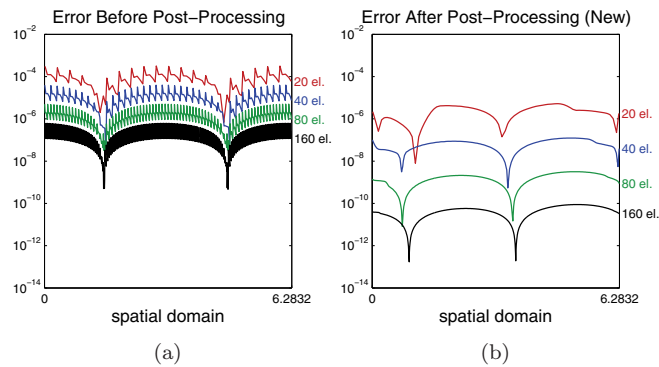 Error Before Post−Processing
10−2
10−4
10−6
10−8
10−10
10−12
10−14
20 el.
40 el.
80 el.
160 el.
0
6.2832
spatial domain
(a)
Error After Post−Processing (New)
10−2
10−4
10−6
10−8
10−10
10−12
10−14
20 el.
40 el.
80 el.
160 el.
0
6.2832
spatial domain
(b)